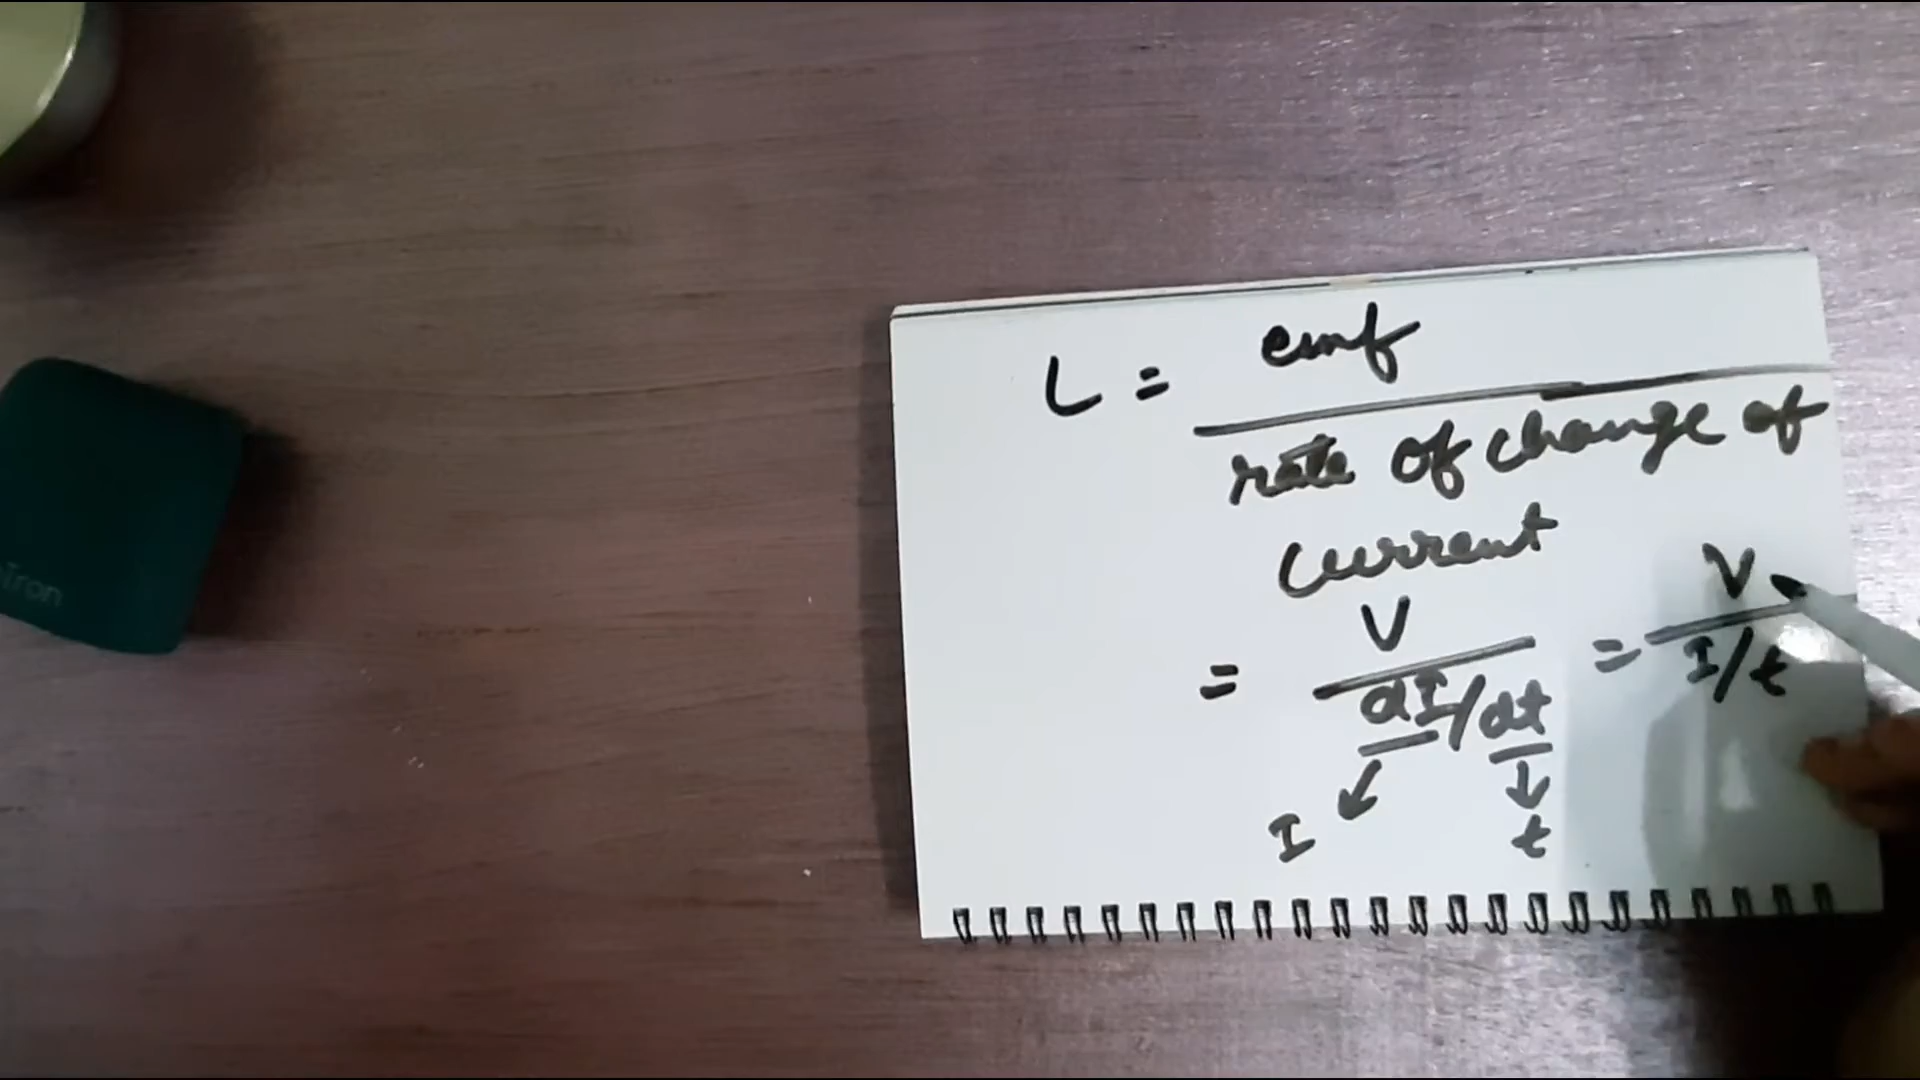 L = emf
rate of change of
current
= V = V
dI/dt I/t
I t